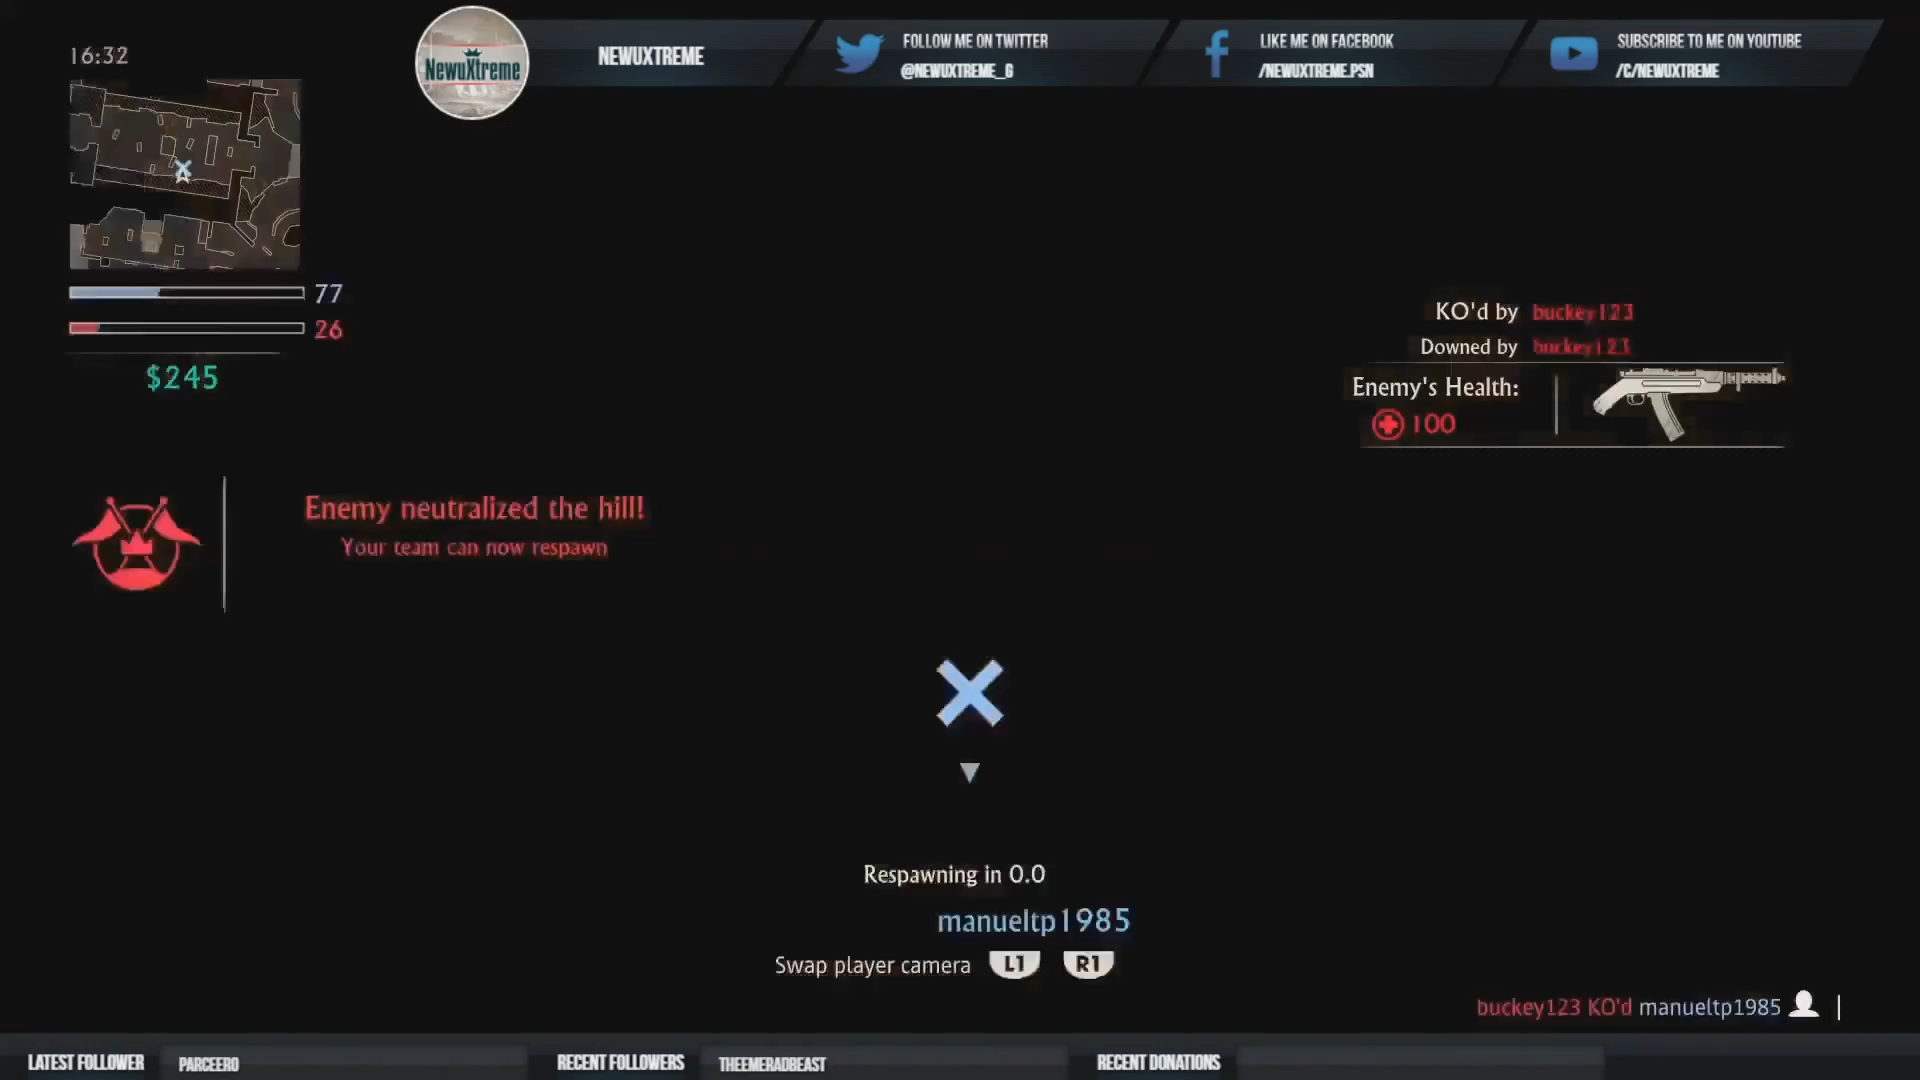 16:32
NewuXtreme
NEWUXTREME
FOLLOW ME ON TWITTER
@NEWUXTREME_G
LIKE ME ON FACEBOOK
/NEWUXTREME.PSN
SUBSCRIBE TO ME ON YOUTUBE
/C/NEWUXTREME
77
26
$245
KO'd by buckey123
Downed by buckey123
Enemy's Health:
100
Enemy neutralized the hill!
Your team can now respawn
Respawning in 0.0
manueltp1985
Swap player camera L1 R1
buckey123 KO'd manueltp1985
LATEST FOLLOWER PARCEERO RECENT FOLLOWERS THEEMERADBEAST RECENT DONATIONS